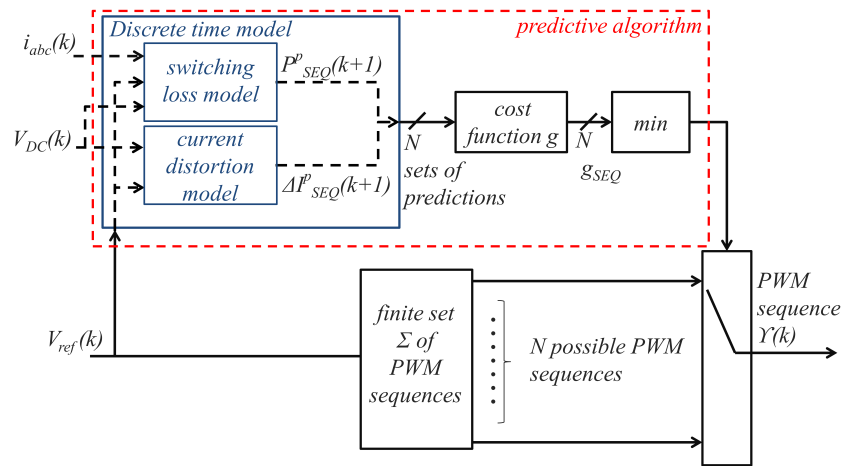 Discrete time model
predictive algorithm
i_abc(k)
switching
loss model
P^p_SEQ(k+1)
cost
function g
min
V_DC(k)
current
distortion
model
N
N
sets of
predictions
g_SEQ
ΔI^p_SEQ(k+1)
finite set
Σ of
PWM
sequences
N possible PWM
sequences
PWM
sequence
ϒ(k)
V_ref(k)